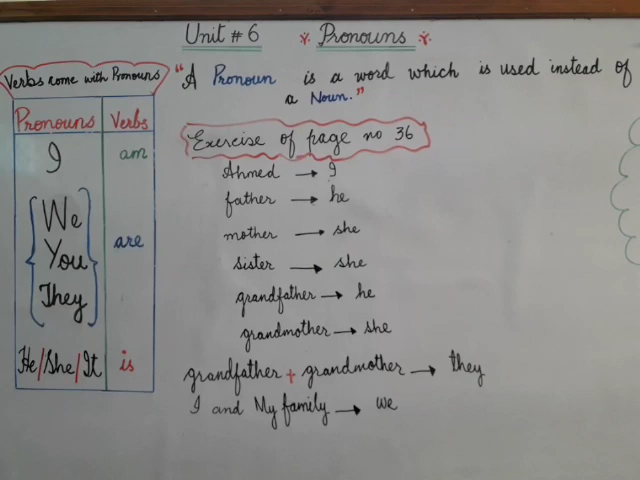 Unit # 6 Pronouns
Verbs come with Pronouns
"A Pronoun is a word which is used instead of
a Noun."
Pronouns Verbs
I am
We
You are
They
He/She/It is
Exercise of page no 36
Ahmed → I
father → he
mother → she
sister → she
grandfather → he
grandmother → she
grandfather + grandmother → they
I and My family → we